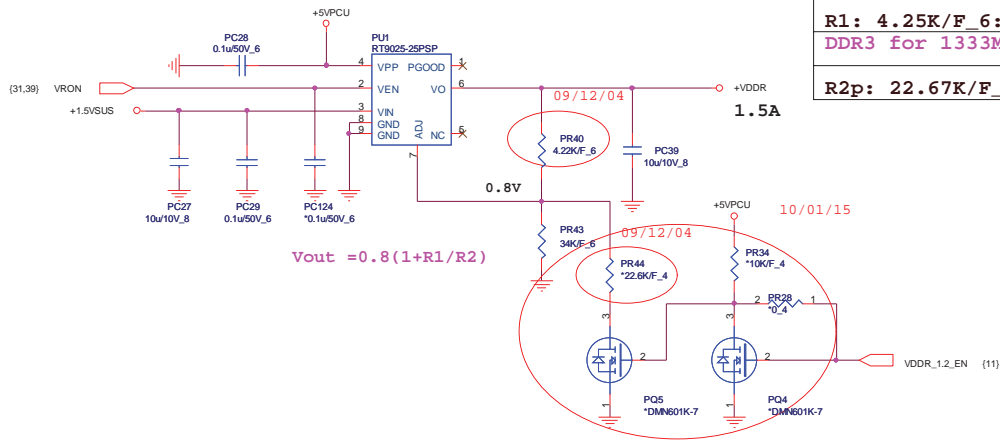 R1: 4.25K/F_6:
DDR3 for 1333M
R2p: 22.67K/F_
+5VPCU
PC28
0.1u/50V_6
PU1
RT9025-25PSP
4
VPP
PGOOD
1
{31,39}
VRON
2
VEN
VO
6
+1.5VSUS
3
VIN
8
GND
9
GND
ADJ
NC
5
7
09/12/04
+VDDR
1.5A
PR40
4.22K/F_6
PC39
10u/10V_8
PC27
10u/10V_8
PC29
0.1u/50V_6
PC124
*0.1u/50V_6
0.8V
PR43
34K/F_6
Vout =0.8(1+R1/R2)
09/12/04
PR44
*22.6K/F_4
+5VPCU
10/01/15
PR34
*10K/F_4
2
PR28
1
*0_4
3
2
1
PQ5
*DMN601K-7
3
2
1
PQ4
*DMN601K-7
VDDR_1.2_EN
{11}